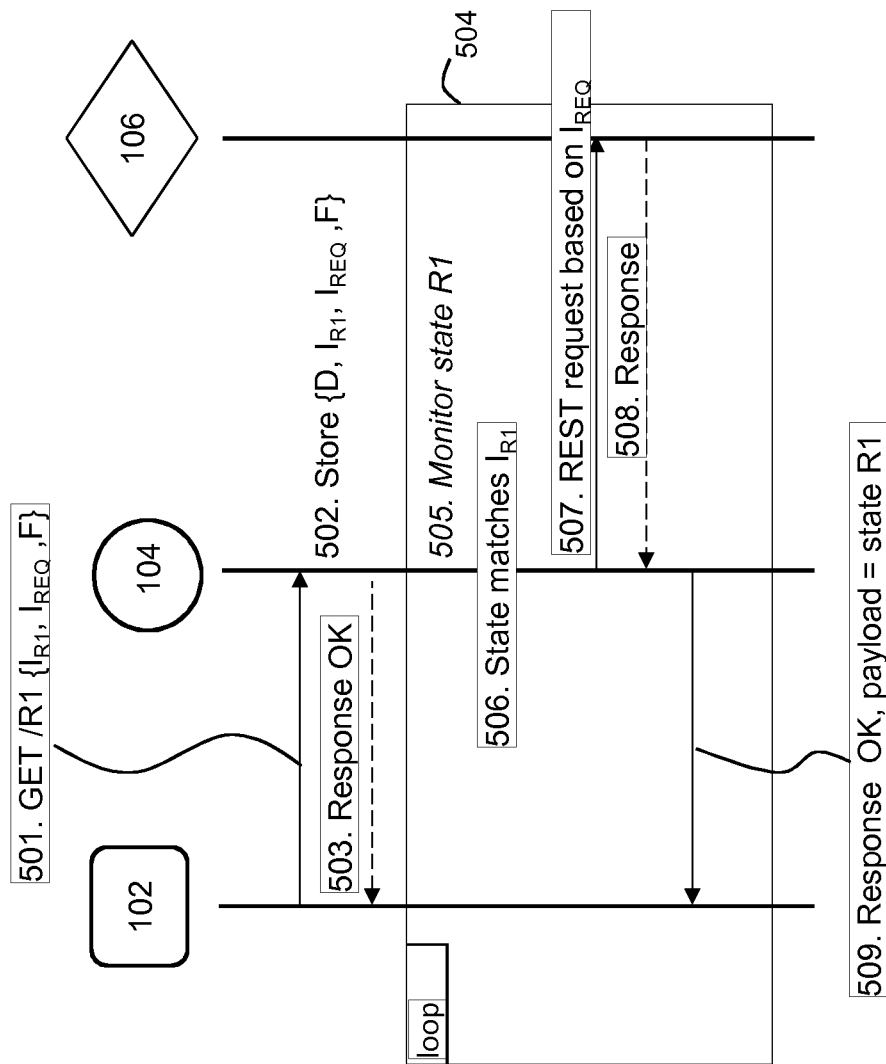 102
104
106
501. GET /R1 {I_R1, I_REQ ,F}
502. Store {D, I_R1, I_REQ ,F}
503. Response OK
504
loop
505. Monitor state R1
506. State matches I_R1
507. REST request based on I_REQ
508. Response
509. Response OK, payload = state R1